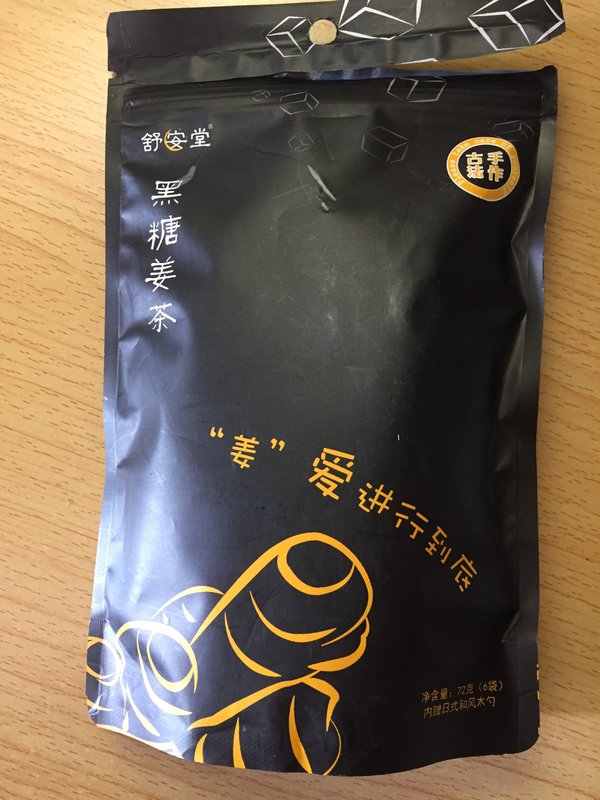 舒安堂®
手作
古法
黑糖姜茶
“姜”爱进行到底
净含量：72克（6袋）
内赠日式和风木勺